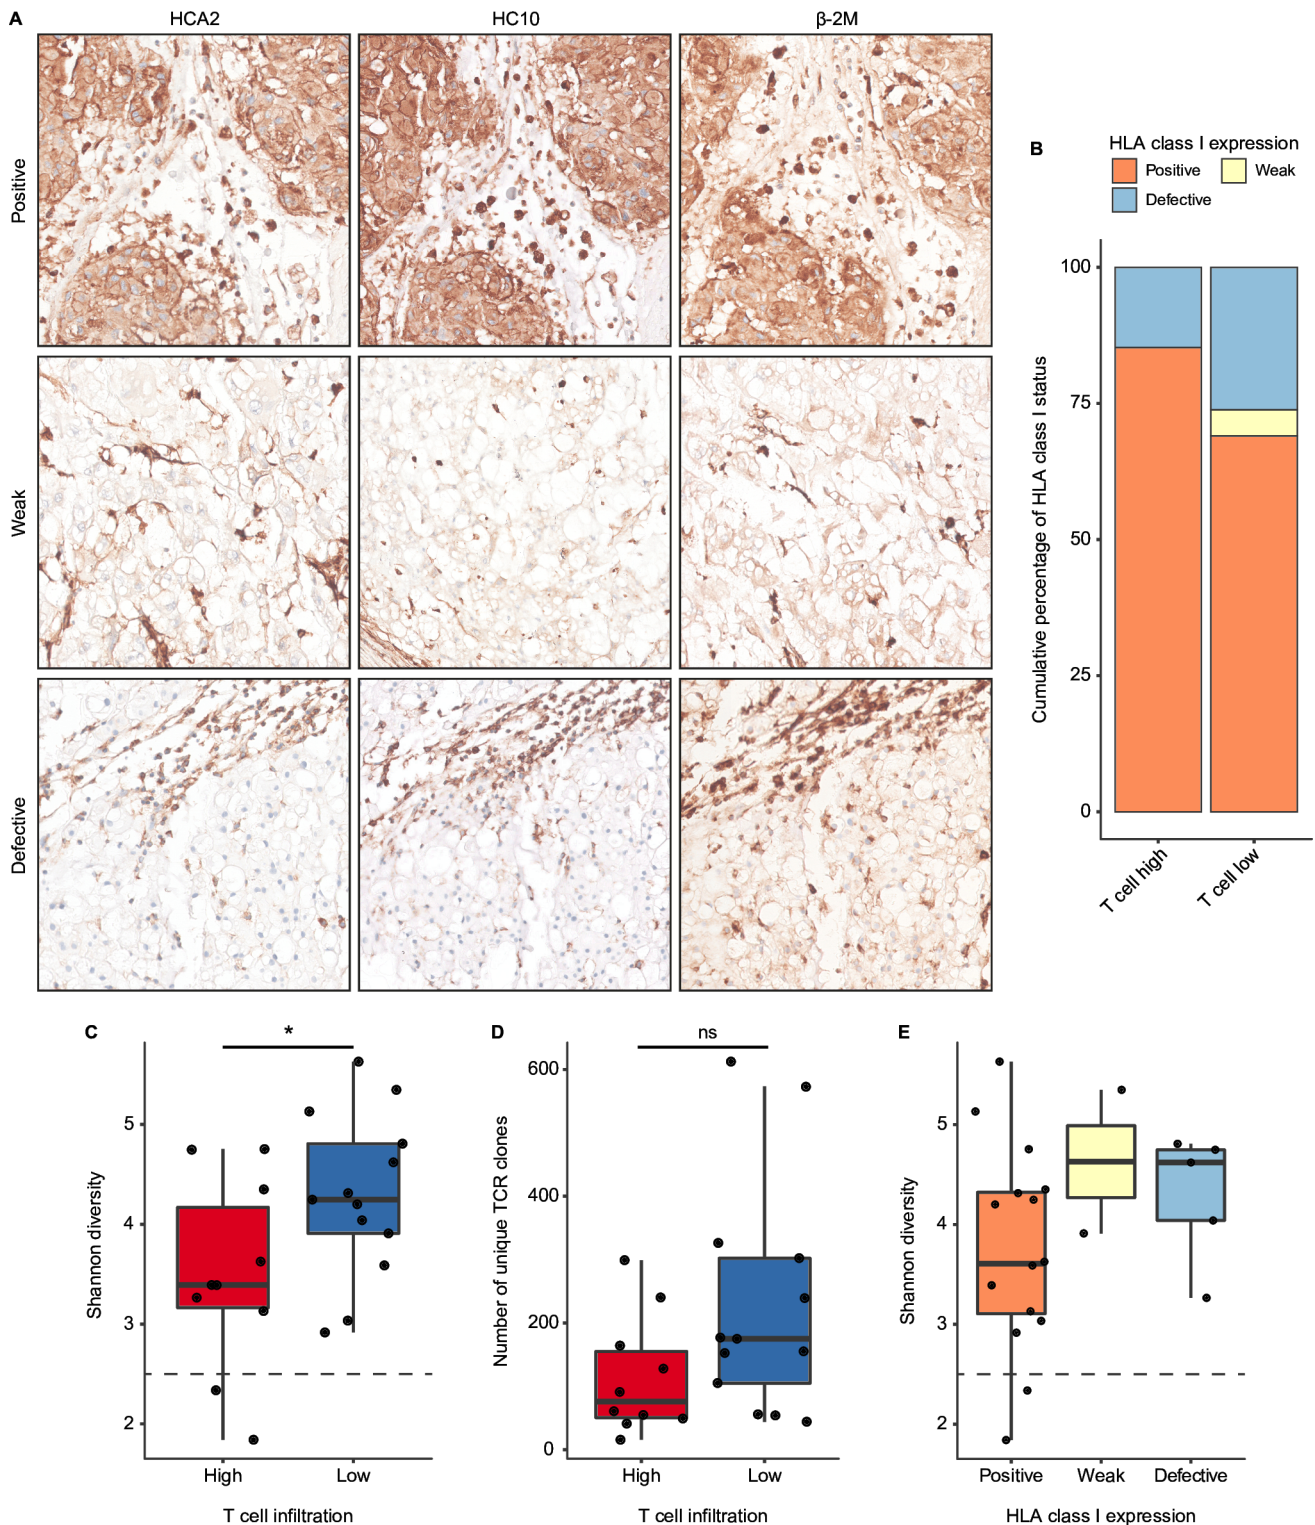 A
HCA2
HC10
β-2M
Positive
Weak
Defective
B
HLA class I expression
Positive
Weak
Defective
Cumulative percentage of HLA class I status
100
75
50
25
0
T cell high
T cell low
C
*
Shannon diversity
5
4
3
2
High
Low
T cell infiltration
D
ns
Number of unique TCR clones
600
400
200
0
High
Low
T cell infiltration
E
Shannon diversity
5
4
3
2
Positive
Weak
Defective
HLA class I expression